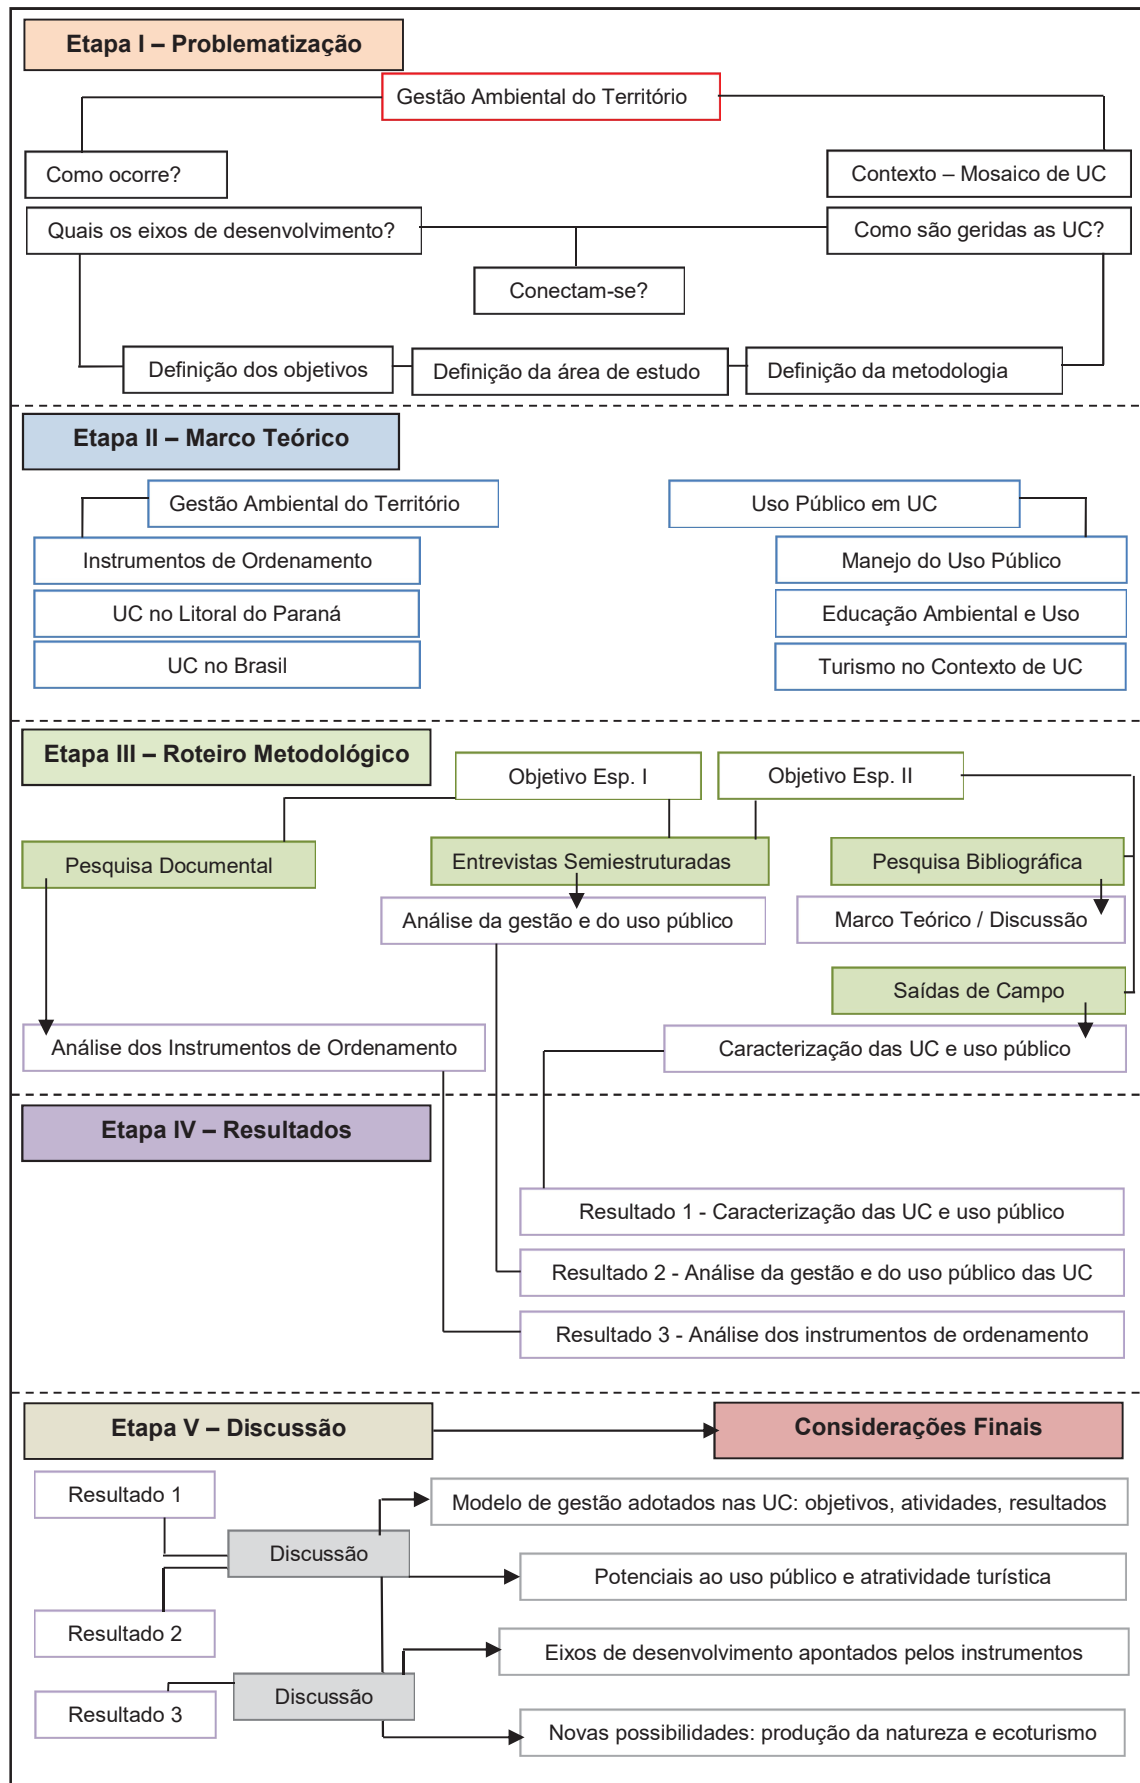 Etapa I – Problematização
Gestão Ambiental do Território
Como ocorre?
Contexto – Mosaico de UC
Quais os eixos de desenvolvimento?
Como são geridas as UC?
Conectam-se?
Definição dos objetivos
Definição da área de estudo
Definição da metodologia
Etapa II – Marco Teórico
Gestão Ambiental do Território
Uso Público em UC
Instrumentos de Ordenamento
Manejo do Uso Público
UC no Litoral do Paraná
Educação Ambiental e Uso
UC no Brasil
Turismo no Contexto de UC
Etapa III – Roteiro Metodológico
Objetivo Esp. I
Objetivo Esp. II
Pesquisa Documental
Entrevistas Semiestruturadas
Pesquisa Bibliográfica
Análise da gestão e do uso público
Marco Teórico / Discussão
Saídas de Campo
Análise dos Instrumentos de Ordenamento
Caracterização das UC e uso público
Etapa IV – Resultados
Resultado 1 - Caracterização das UC e uso público
Resultado 2 - Análise da gestão e do uso público das UC
Resultado 3 - Análise dos instrumentos de ordenamento
Etapa V – Discussão
Considerações Finais
Resultado 1
Modelo de gestão adotados nas UC: objetivos, atividades, resultados
Discussão
Potenciais ao uso público e atratividade turística
Resultado 2
Eixos de desenvolvimento apontados pelos instrumentos
Discussão
Resultado 3
Novas possibilidades: produção da natureza e ecoturismo